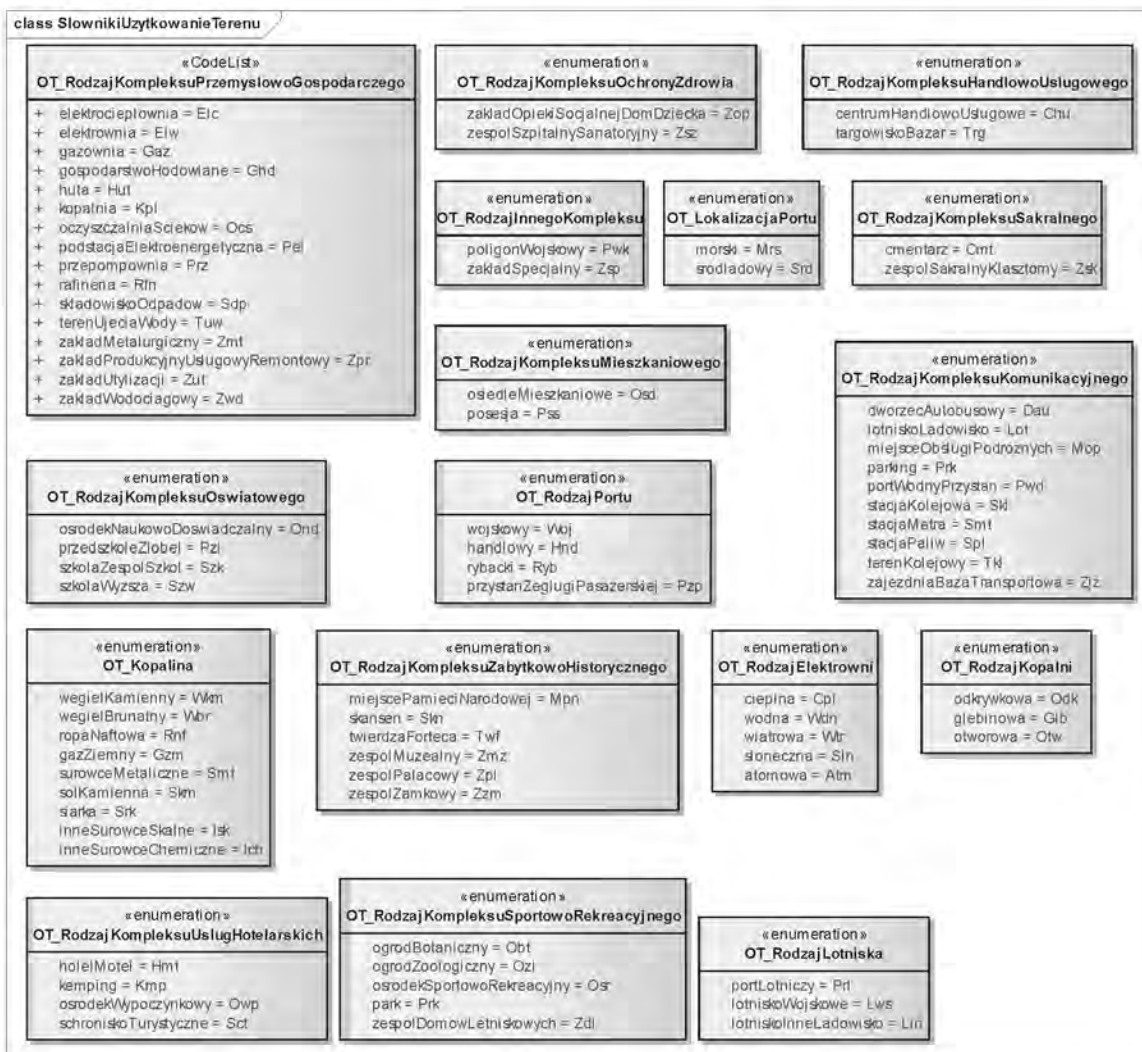 class SlownikiUzytkowanieTerenu
«CodeList»
OT_RodzajKompleksuPrzemyslowoGospodarczego
+ elektrocieplownia = Elc
+ elektrownia = Elw
+ gazownia = Gaz
+ gospodarstwoHodowlane = Ghd
+ huta = Hut
+ kopalnia = Kpl
+ oczyszczalniaSciekow = Ocs
+ podstacjaElektroenergetyczna = Pel
+ przepompownia = Prz
+ rafineria = Rfn
+ skladowiskoOdpadow = Sdp
+ terenUjeciaWody = Tuw
+ zakladMetalurgiczny = Zmt
+ zakladProdukcyjnyUslugowyRemontowy = Zpr
+ zakladUtylizacji = Zut
+ zakladWodociagowy = Zwd
«enumeration»
OT_RodzajKompleksuOchronyZdrowia
zakladOpiekiSocjalnejDomDziecka = Zop
zespolSzpitalnySanatoryjny = Zsz
«enumeration»
OT_RodzajKompleksuHandlowoUslugowego
centrumHandlowoUslugowe = Chu
targowiskoBazar = Trg
«enumeration»
OT_RodzajInnegoKompleksu
poligonWojskowy = Pwk
zakladSpecjalny = Zsp
«enumeration»
OT_LokalizacjaPortu
morski = Mrs
srodladowy = Srd
«enumeration»
OT_RodzajKompleksuSakralnego
cmentarz = Cmt
zespolSakralnyKlasztorny = Zsk
«enumeration»
OT_RodzajKompleksuMieszkaniowego
osiedleMieszkaniowe = Osd
posesja = Pss
«enumeration»
OT_RodzajKompleksuKomunikacyjnego
dworzecAutobusowy = Dau
lotniskoLadowisko = Lot
miejsceObslugiPodroznych = Mop
parking = Prk
portWodnyPrzystan = Pwd
stacjaKolejowa = Skl
stacjaMetra = Smt
stacjaPaliw = Spl
terenKolejowy = Tkl
zajezdniaBazaTransportowa = Zjz
«enumeration»
OT_RodzajKompleksuOswiatowego
osrodekNaukowoDoswiadczalny = Ond
przedszkoleZlobek = Pzl
szkolaZespolSzkol = Szk
szkolaWyzsza = Szw
«enumeration»
OT_RodzajPortu
wojskowy = Woj
handlowy = Hnd
rybacki = Ryb
przystanZeglugiPasazerskiej = Pzp
«enumeration»
OT_Kopalina
wegielKamienny = Wkm
wegielBrunatny = Wbr
ropaNaftowa = Rnf
gazZiemny = Gzm
surowceMetaliczne = Smt
solKamienna = Skm
siarka = Srk
inneSurowceSkalne = Isk
inneSurowceChemiczne = Ich
«enumeration»
OT_RodzajKompleksuZabytkowoHistorycznego
miejscePamieciNarodowej = Mpn
skansen = Skn
twierdzaForteca = Twf
zespolMuzealny = Zmz
zespolPalacowy = Zpl
zespolZamkowy = Zzm
«enumeration»
OT_RodzajElektrowni
cieplna = Cpl
wodna = Wdn
wiatrowa = Wtr
sloneczna = Sln
atomowa = Atm
«enumeration»
OT_RodzajKopalni
odkrywkowa = Odk
glebinowa = Glb
otworowa = Otw
«enumeration»
OT_RodzajKompleksuUslugHotelarskich
hotelMotel = Hmt
kemping = Kmp
osrodekWypoczynkowy = Owp
schroniskoTurystyczne = Sct
«enumeration»
OT_RodzajKompleksuSportowoRekreacyjnego
ogrodBotaniczny = Obt
ogrodZoologiczny = Ozl
osrodekSportowoRekreacyjny = Osr
park = Prk
zespolDomowLetniskowych = Zdl
«enumeration»
OT_RodzajLotniska
portLotniczy = Prl
lotniskoWojskowe = Lws
lotniskoInneLadowisko = Lin